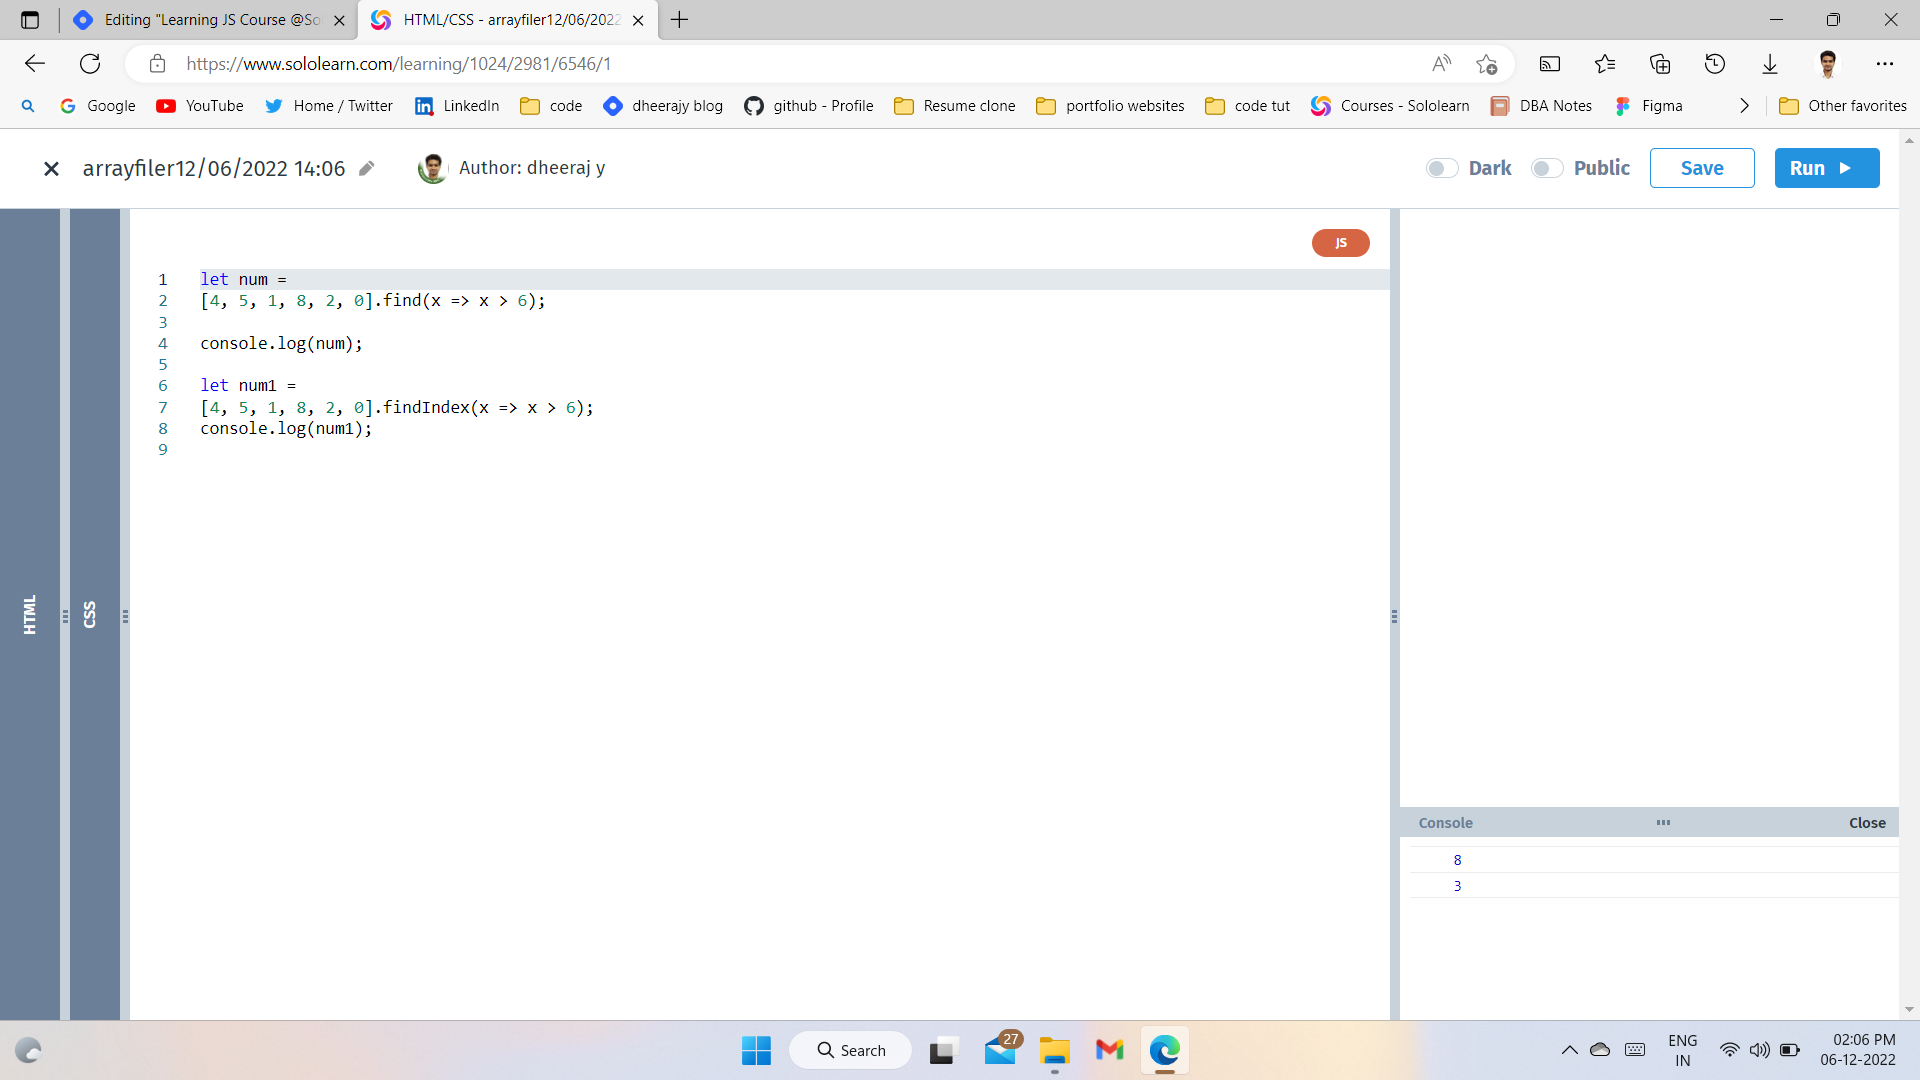 Editing "Learning JS Course @So
HTML/CSS - arrayfiler12/06/2022
https://www.sololearn.com/learning/1024/2981/6546/1
Google YouTube Home / Twitter LinkedIn code dheerajy blog github - Profile Resume clone portfolio websites code tut Courses - Sololearn DBA Notes Figma Other favorites
arrayfiler12/06/2022 14:06 Author: dheeraj y Dark Public Save Run
HTML
CSS
JS
1 let num =
2 [4, 5, 1, 8, 2, 0].find(x => x > 6);
3
4 console.log(num);
5
6 let num1 =
7 [4, 5, 1, 8, 2, 0].findIndex(x => x > 6);
8 console.log(num1);
9
Console Close
8
3
Search
27
ENG
IN
02:06 PM
06-12-2022